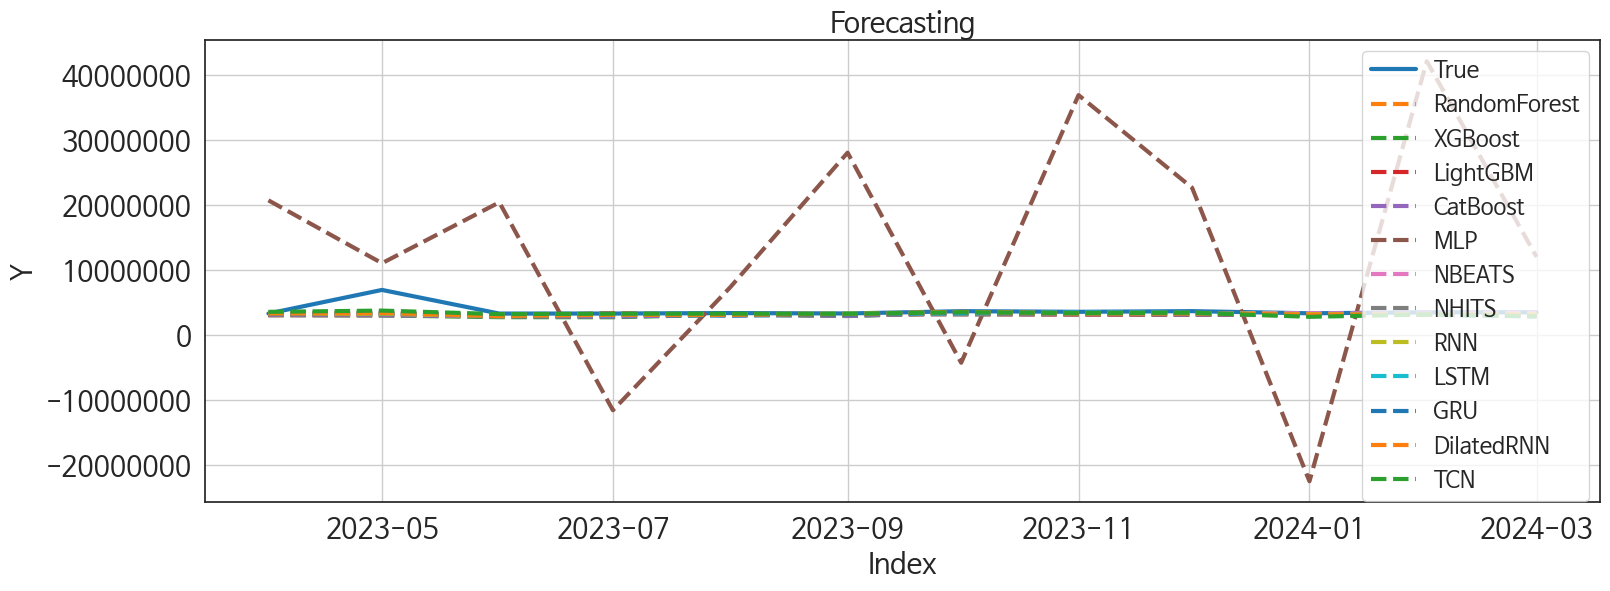 Forecasting
40000000
30000000
20000000
10000000
0
−10000000
−20000000
Y
2023−05
2023−07
2023−09
2023−11
2024−01
2024−03
Index
True
RandomForest
XGBoost
LightGBM
CatBoost
MLP
NBEATS
NHITS
RNN
LSTM
GRU
DilatedRNN
TCN